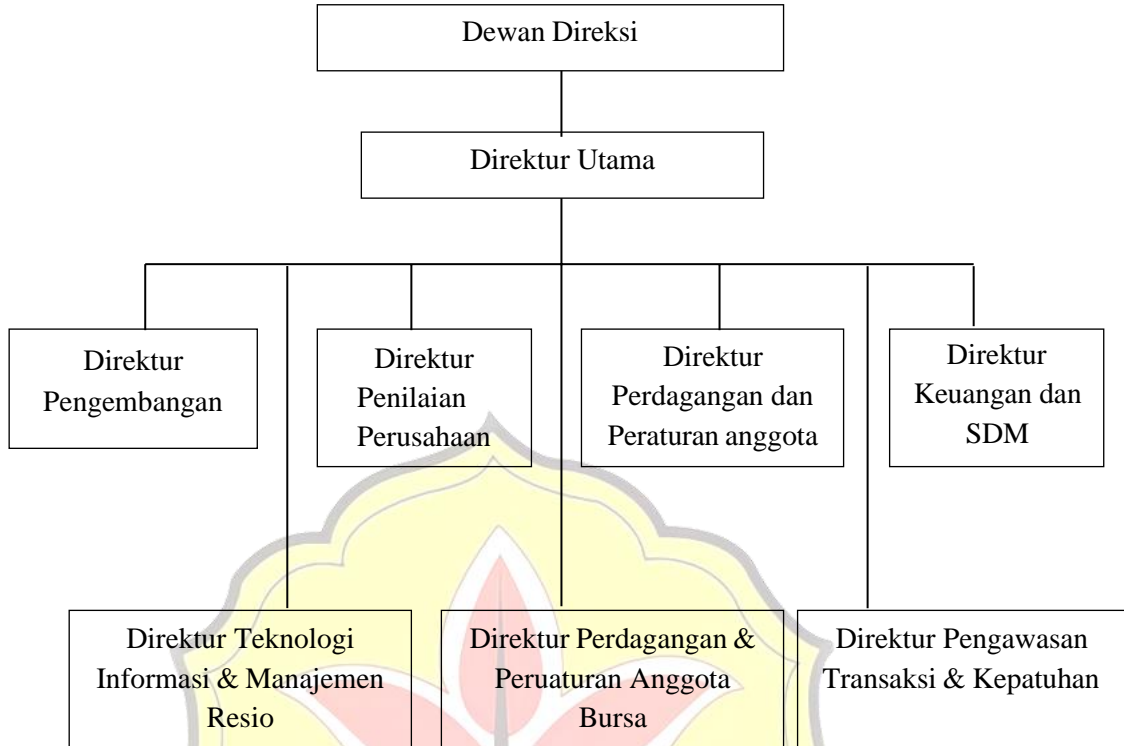 Dewan Direksi
Direktur Utama
Direktur
Pengembangan
Direktur
Penilaian
Perusahaan
Direktur
Perdagangan dan
Peraturan anggota
Direktur
Keuangan dan
SDM
Direktur Teknologi
Informasi & Manajemen
Resio
Direktur Perdagangan &
Peruaturan Anggota
Bursa
Direktur Pengawasan
Transaksi & Kepatuhan